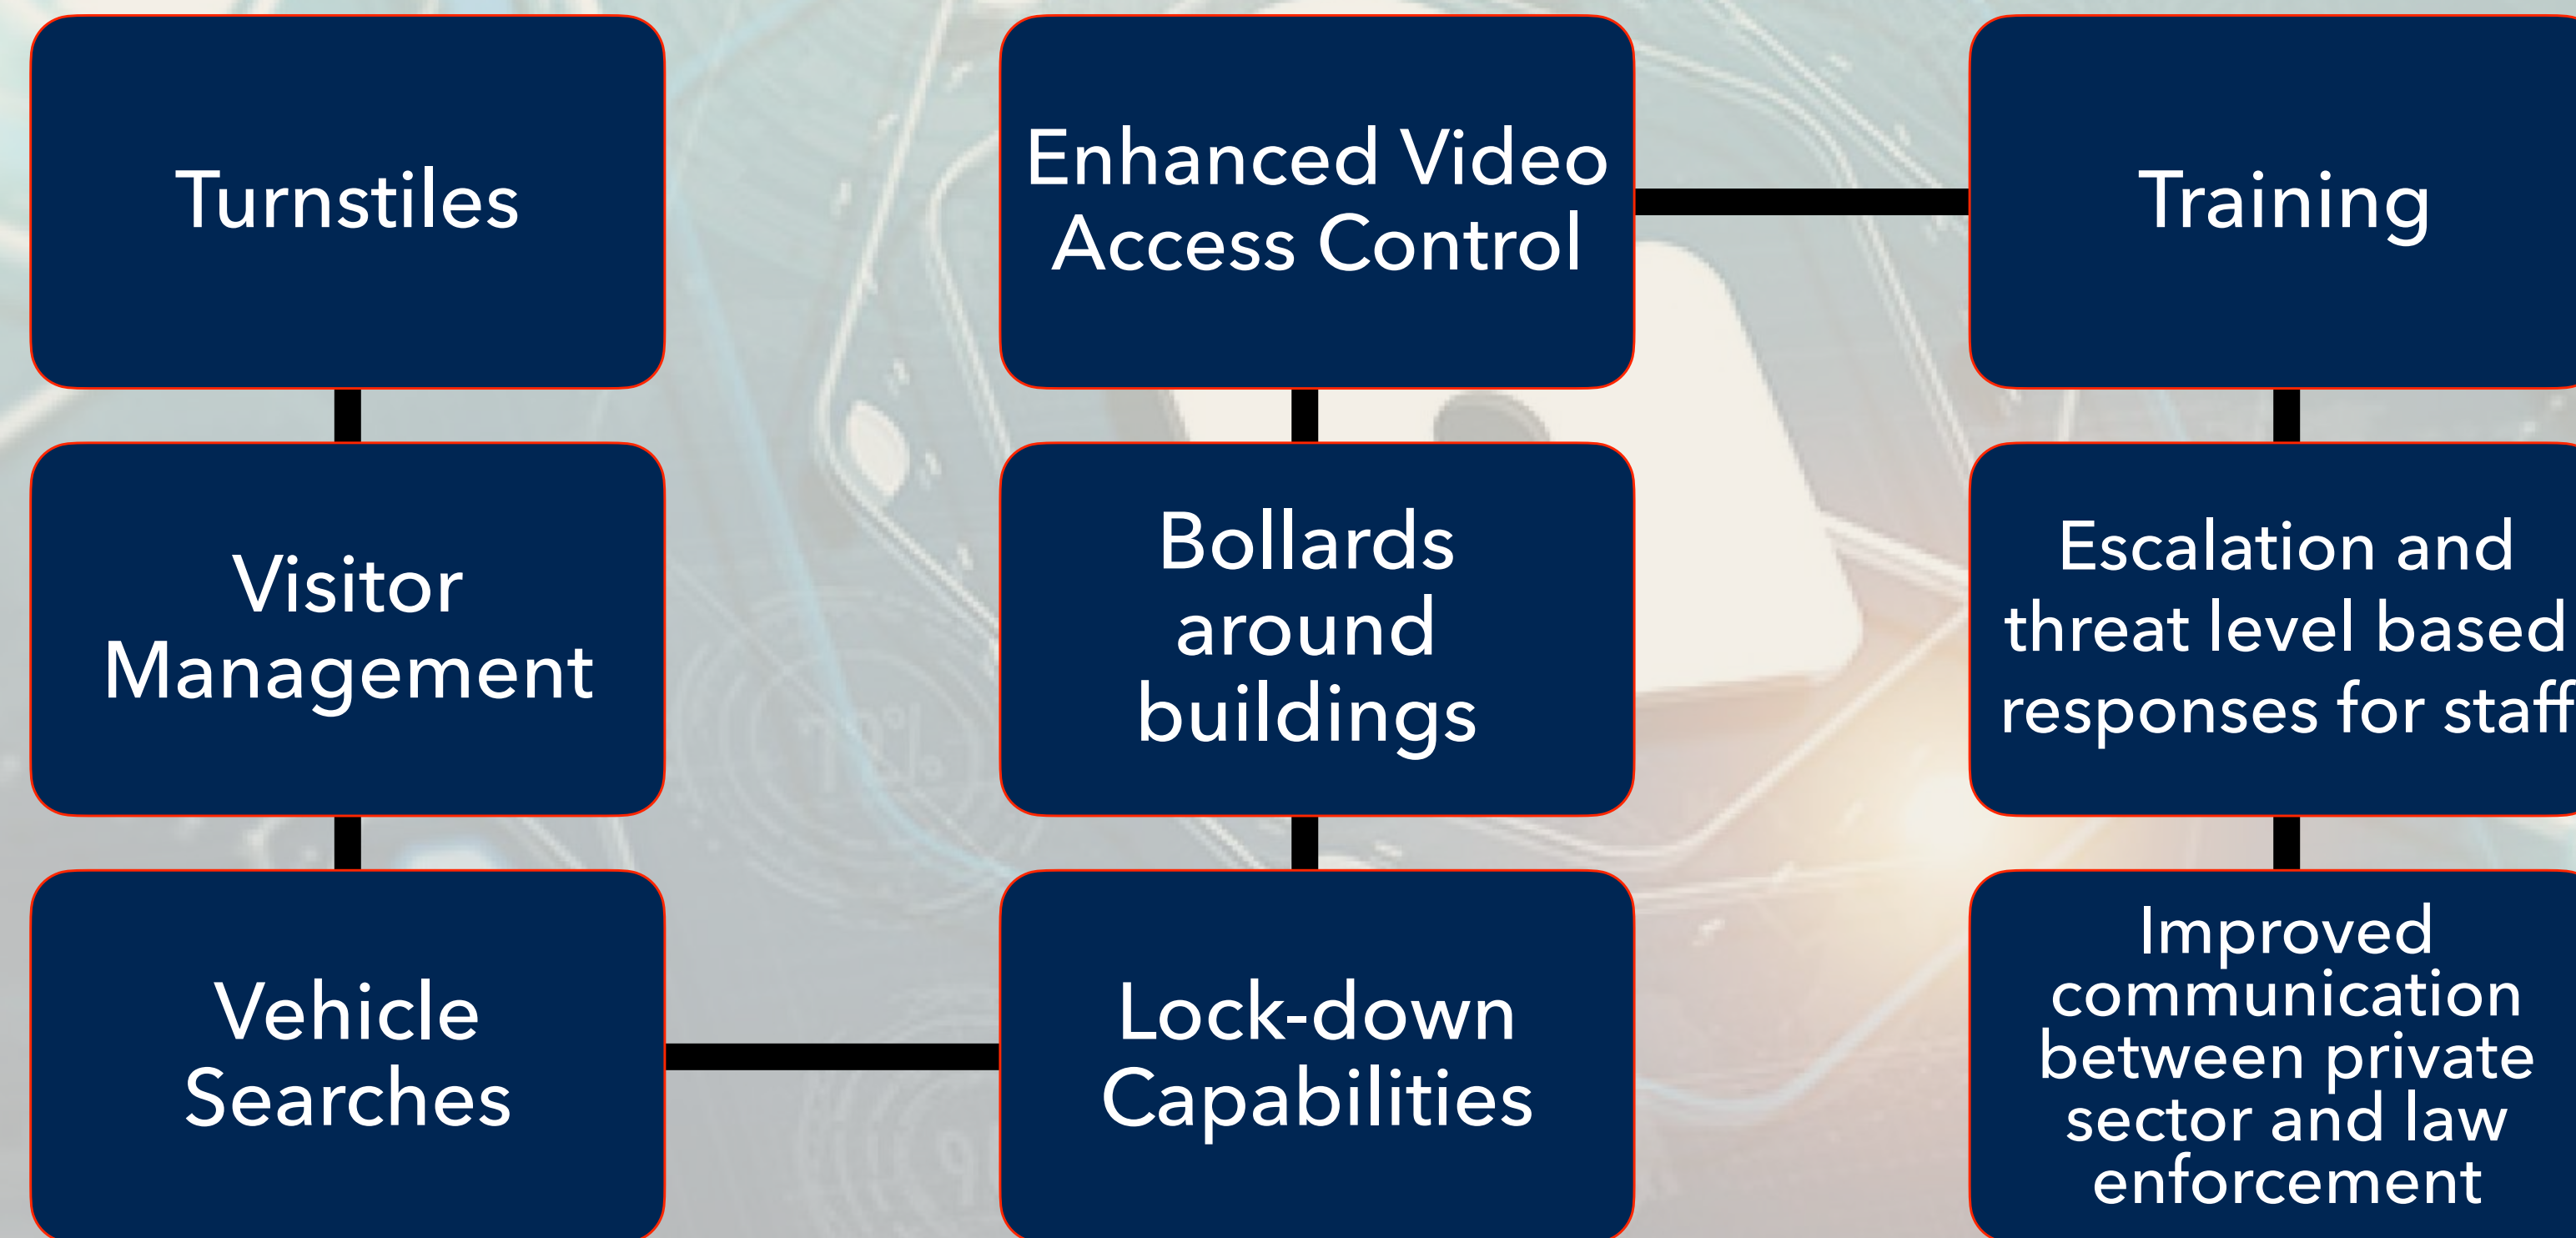 Turnstiles
Visitor
Management
Vehicle
Searches
Lock-down
Capabilities
Bollards
around
buildings
Enhanced Video
Access Control
Training
Escalation and
threat level based
responses for staff
Improved
communication
between private
sector and law
enforcement